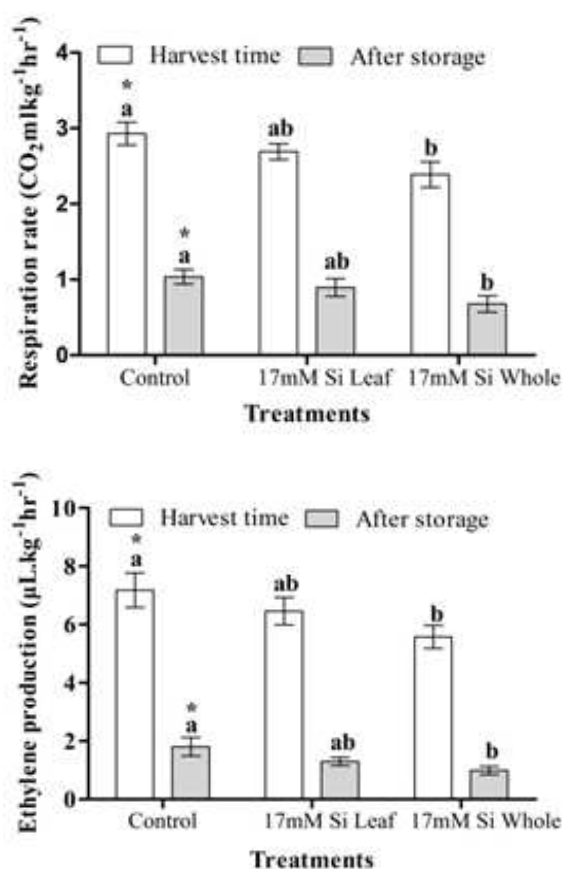 Respiration rate (CO₂mlkg⁻¹hr⁻¹)
Harvest time After storage
4
3
2
1
0
* a
* a
ab
ab
b
b
Control 17mM Si Leaf 17mM Si Whole
Treatments
Ethylene production (µL.kg⁻¹hr⁻¹)
Harvest time After storage
10
8
6
4
2
0
* a
* a
ab
ab
b
b
Control 17mM Si Leaf 17mM Si Whole
Treatments